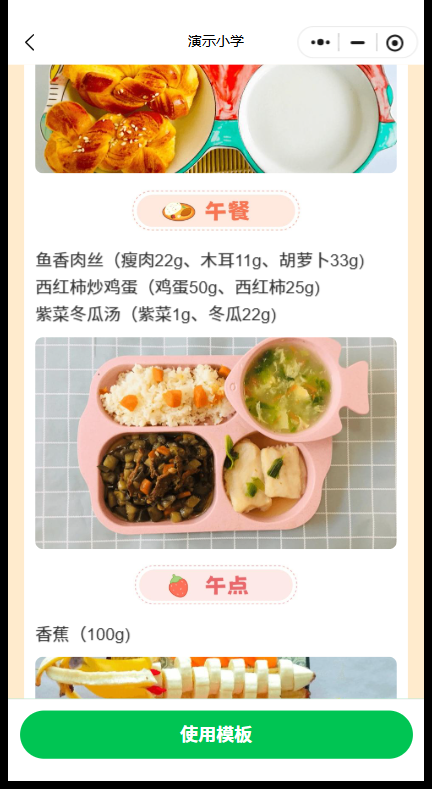 演示小学
午餐
鱼香肉丝（瘦肉22g、木耳11g、胡萝卜33g)
西红柿炒鸡蛋（鸡蛋50g、西红柿25g)
紫菜冬瓜汤（紫菜1g、冬瓜22g)
午点
香蕉（100g)
使用模板